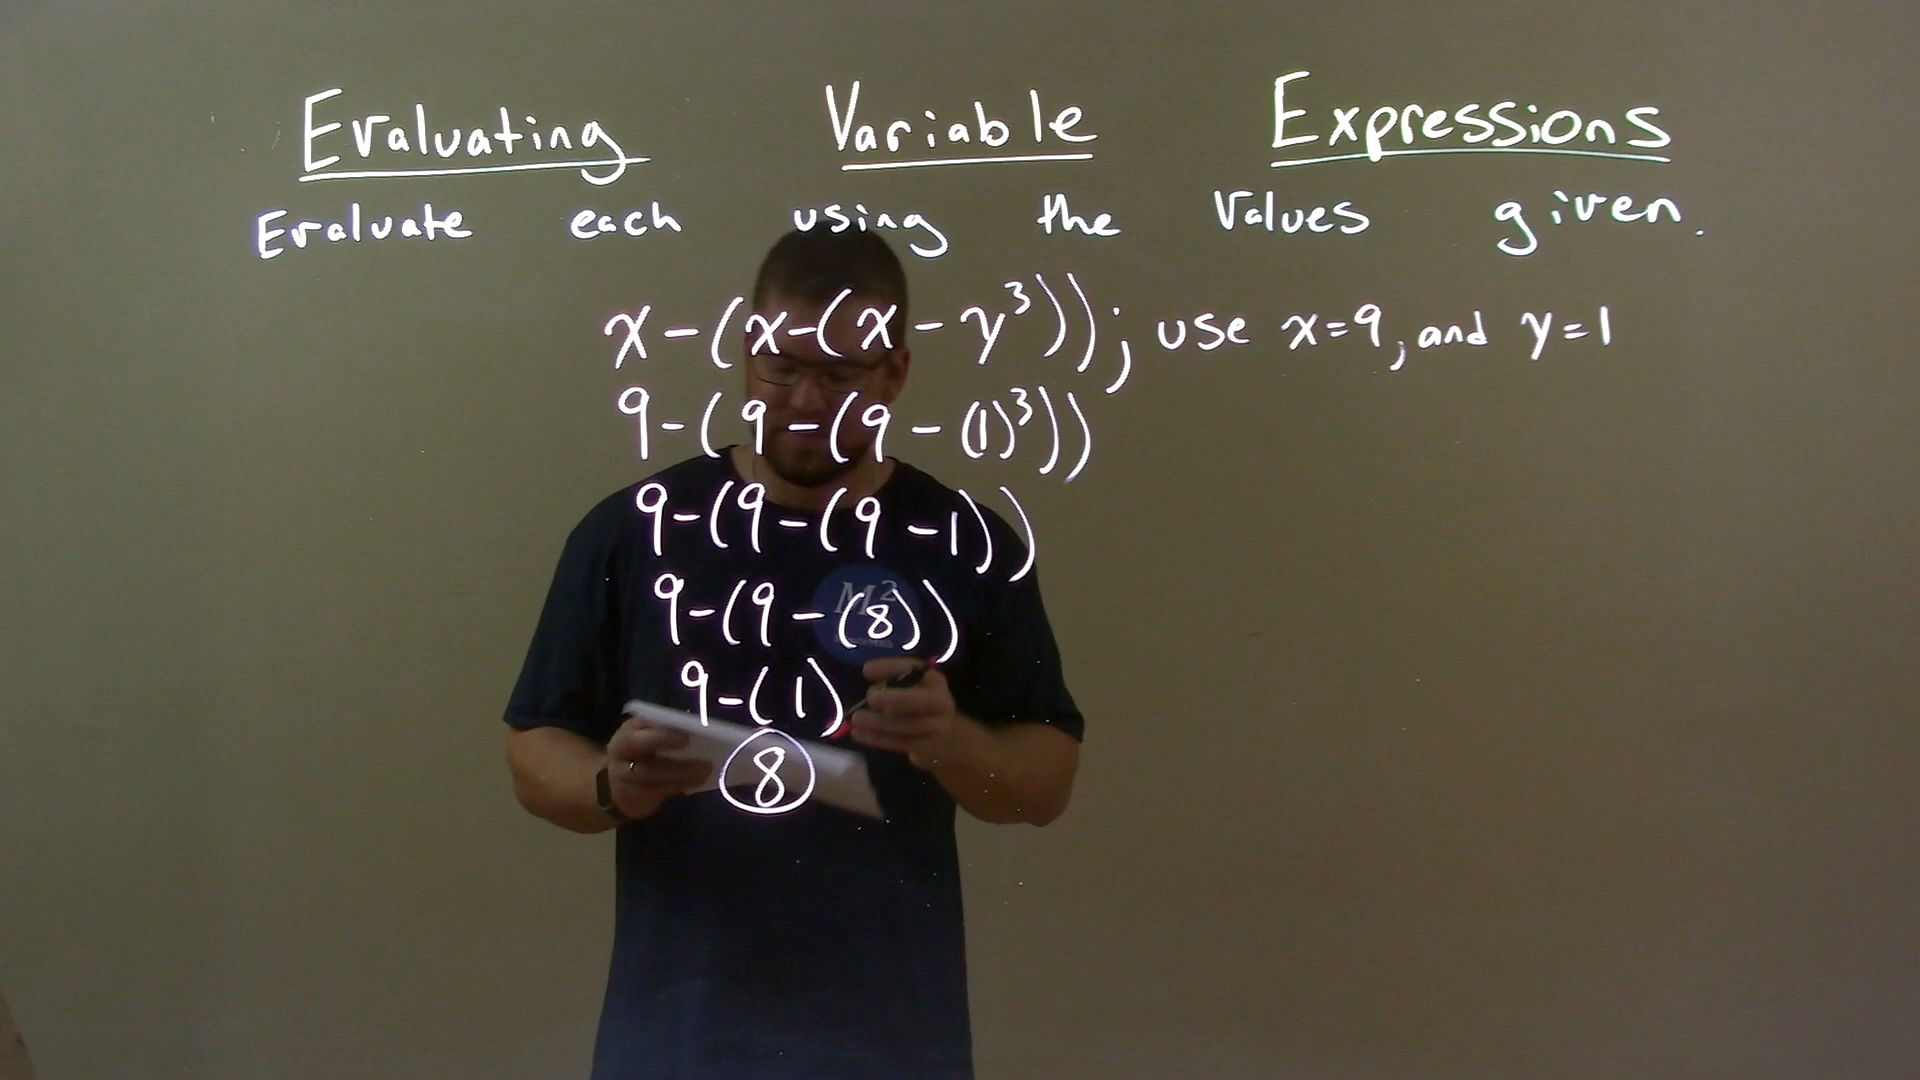 Evaluating Variable Expressions
Evaluate each using the values given.
x-(x-(x-y³)); use x=9, and y=1
9-(9-(9-(1)³))
9-(9-(9-1))
9-(9-(8))
9-(1)
8
M²